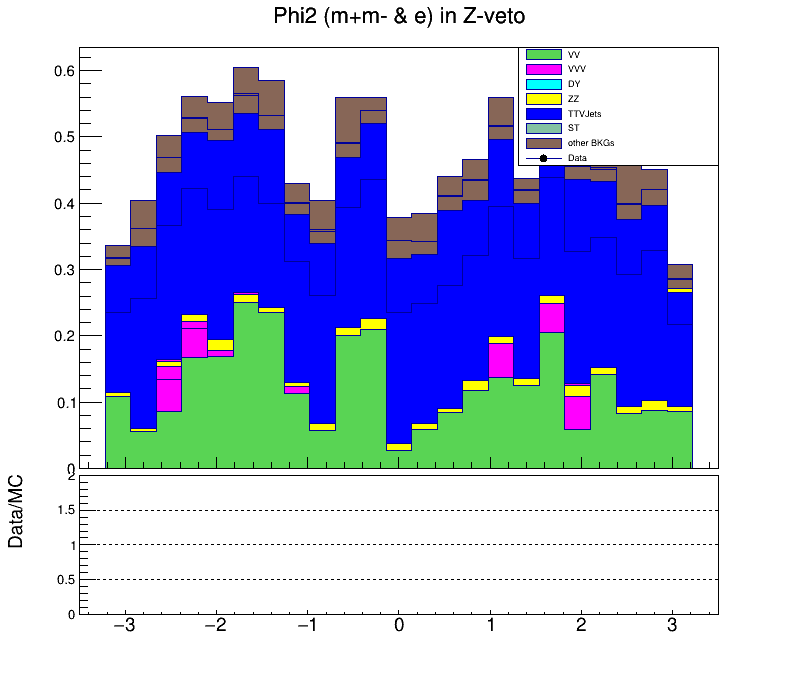 Phi2 (m+m- & e) in Z-veto
VV
VVV
DY
ZZ
TTVJets
ST
other BKGs
Data
0.6
0.5
0.4
0.3
0.2
0.1
0
2
1.5
1
0.5
0
Data/MC
−3
−2
−1
0
1
2
3